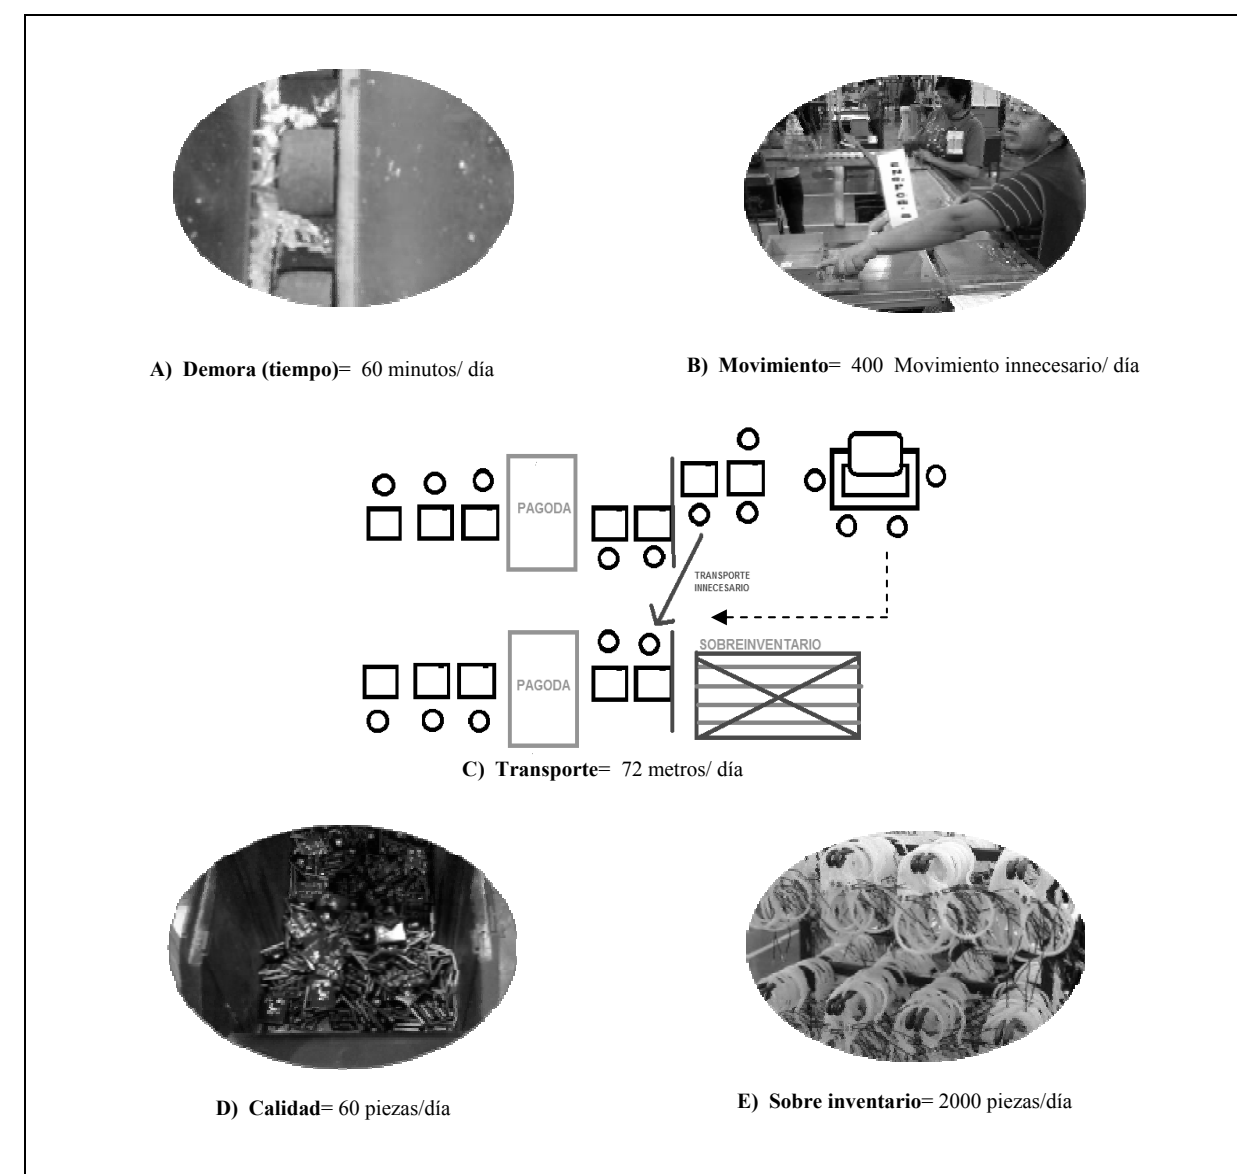 A) Demora (tiempo)= 60 minutos/ día
B) Movimiento= 400 Movimiento innecesario/ día
PAGODA
TRANSPORTE
INNECESARIO
SOBREINVENTARIO
PAGODA
C) Transporte= 72 metros/ día
D) Calidad= 60 piezas/día
E) Sobre inventario= 2000 piezas/día